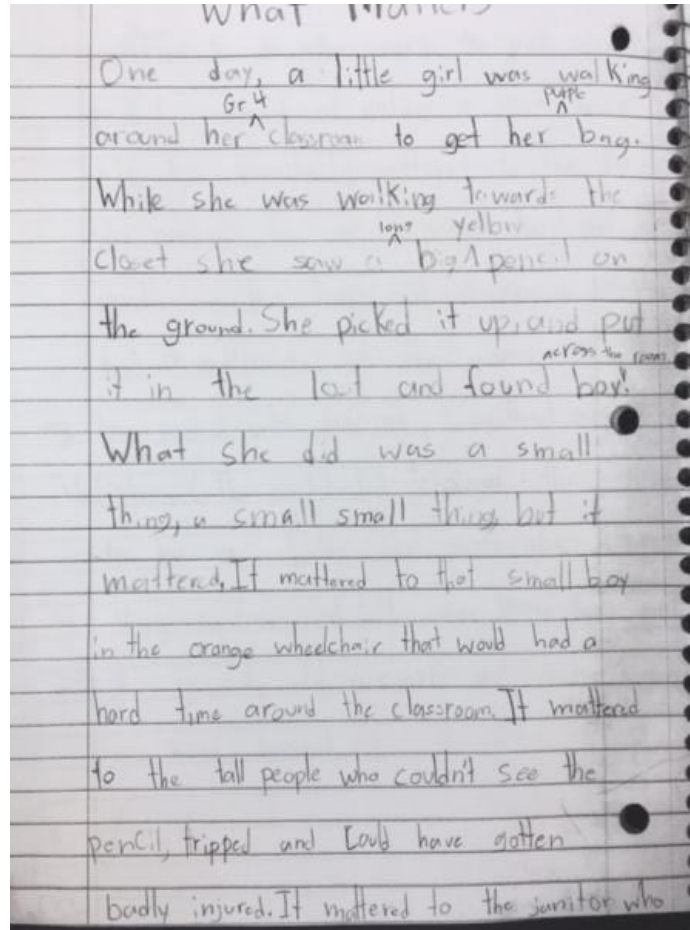 What Matters
One day, a little girl was walking
Gr 4 purple
around her classroom to get her bag.
While she was walking towards the
long yellow
closet she saw a big pencil on
the ground. She picked it up, and put
across the room
it in the lost and found box!
What she did was a small
thing, a small small thing, but it
mattered. It mattered to that small boy
in the orange wheelchair that would had a
hard time around the classroom. It mattered
to the tall people who couldn't see the
pencil, tripped and could have gotten
badly injured. It mattered to the janitor who